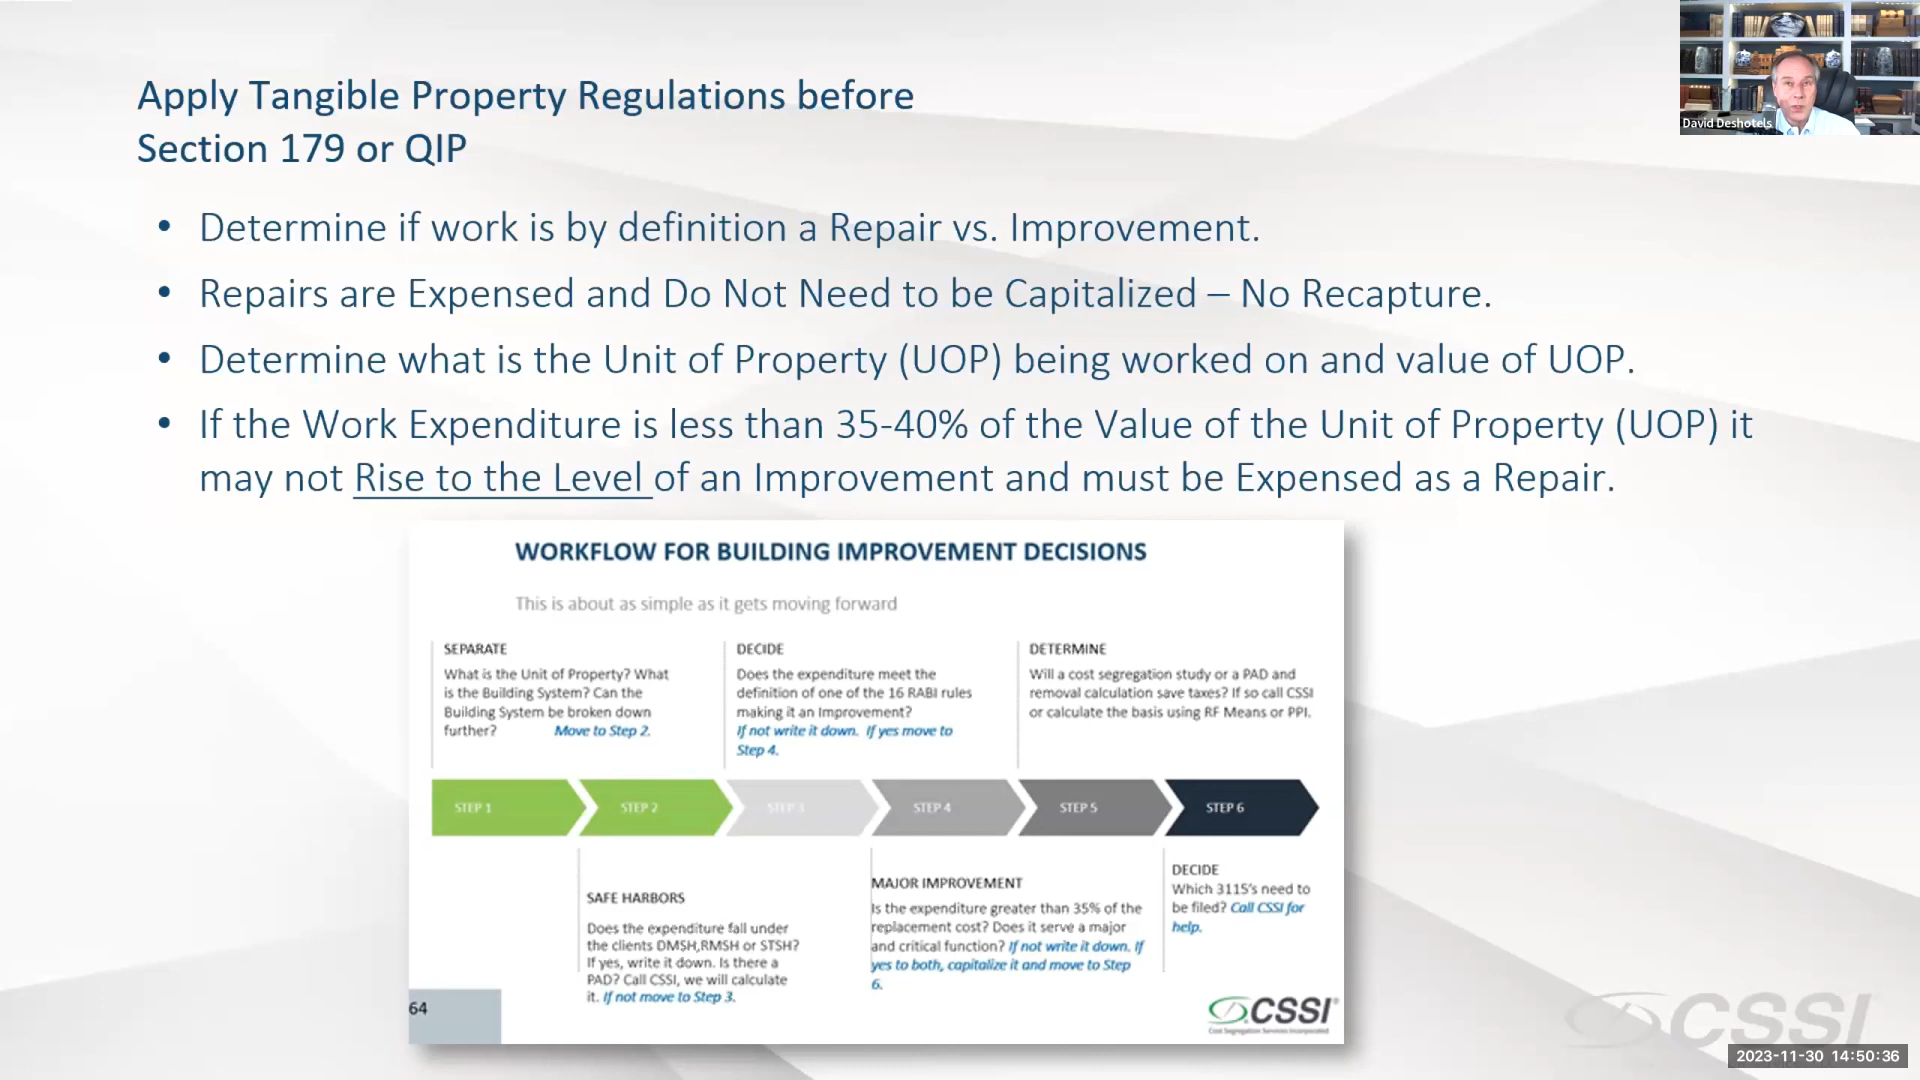 Apply Tangible Property Regulations before
Section 179 or QIP
David Deshotels
• Determine if work is by definition a Repair vs. Improvement.
• Repairs are Expensed and Do Not Need to be Capitalized – No Recapture.
• Determine what is the Unit of Property (UOP) being worked on and value of UOP.
• If the Work Expenditure is less than 35-40% of the Value of the Unit of Property (UOP) it
may not Rise to the Level of an Improvement and must be Expensed as a Repair.
WORKFLOW FOR BUILDING IMPROVEMENT DECISIONS
This is about as simple as it gets moving forward
SEPARATE
What is the Unit of Property? What
is the Building System? Can the
Building System be broken down
further? Move to Step 2.
DECIDE
Does the expenditure meet the
definition of one of the 16 RABI rules
making it an Improvement?
If not write it down. If yes move to
Step 4.
DETERMINE
Will a cost segregation study or a PAD and
removal calculation save taxes? If so call CSSI
or calculate the basis using RF Means or PPI.
STEP 1
STEP 2
STEP 3
STEP 4
STEP 5
STEP 6
SAFE HARBORS
Does the expenditure fall under
the clients DMSH,RMSH or STSH?
If yes, write it down. Is there a
PAD? Call CSSI, we will calculate
it. If not move to Step 3.
MAJOR IMPROVEMENT
Is the expenditure greater than 35% of the
replacement cost? Does it serve a major
and critical function? If not write it down. If
yes to both, capitalize it and move to Step
6.
DECIDE
Which 3115's need to
be filed? Call CSSI for
help.
64
CSSI®
Cost Segregation Services Incorporated
CSSI
2023-11-30 14:50:36